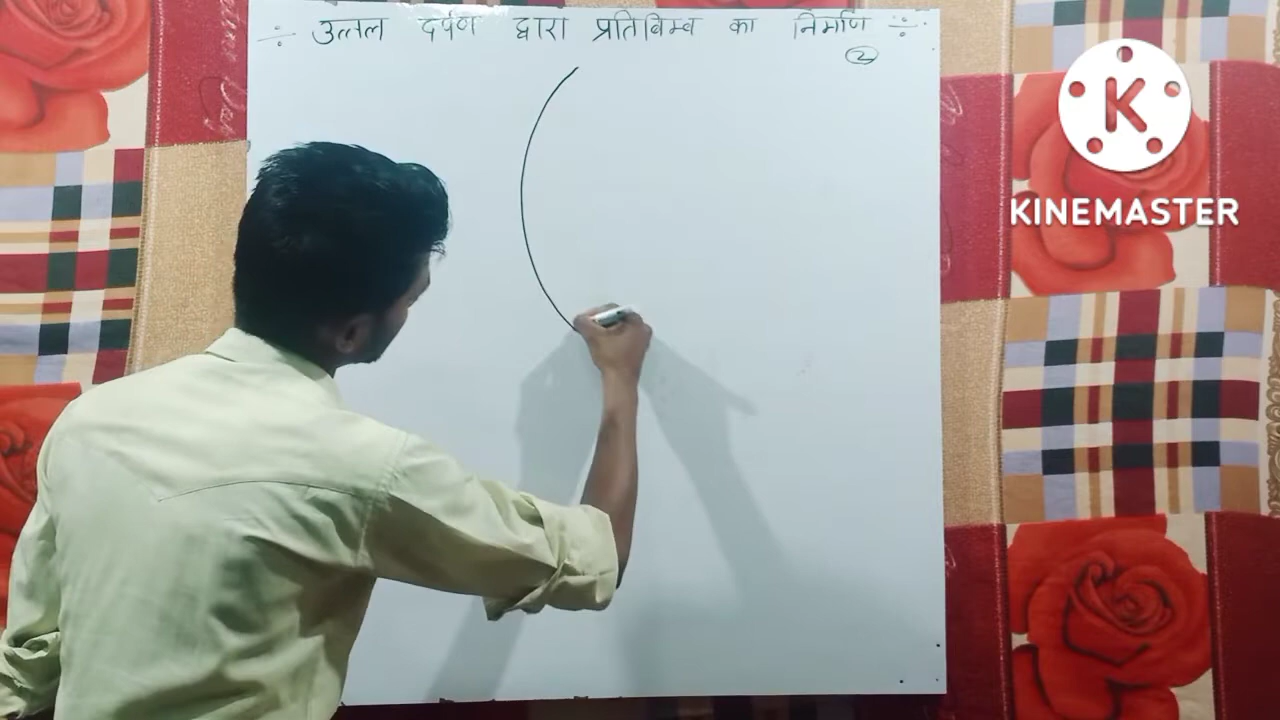 ÷ उत्तल दर्पण द्वारा प्रतिबिम्ब का निर्माण ÷
2
K
KINEMASTER